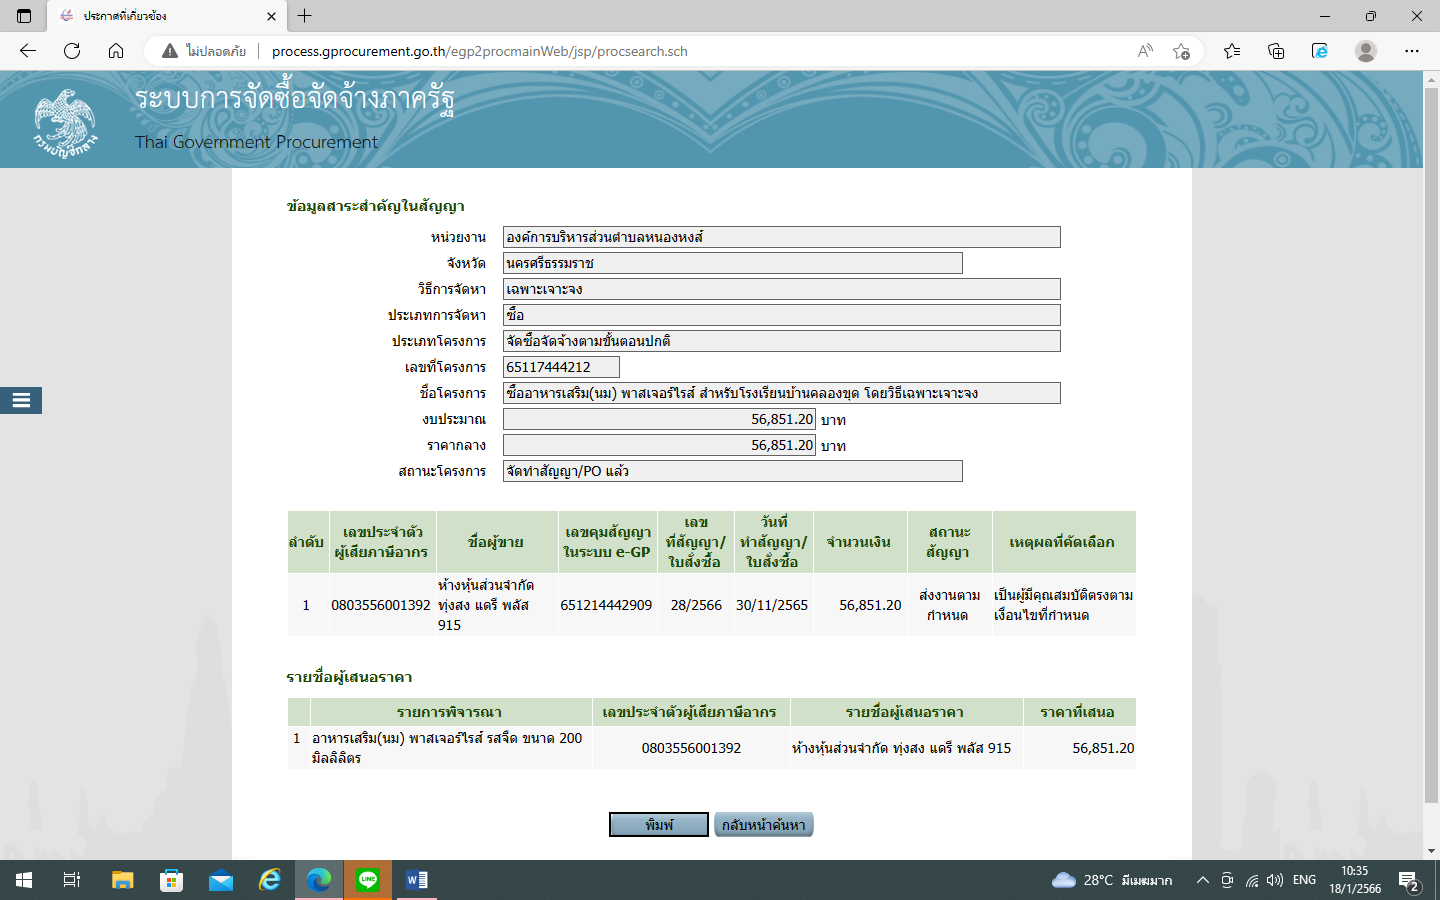 ประกาศที่เกี่ยวข้อง
ไม่ปลอดภัย
process.gprocurement.go.th/egp2procmainWeb/jsp/procsearch.sch
ระบบการจัดซื้อจัดจ้างภาครัฐ
Thai Government Procurement
กรมบัญชีกลาง
ข้อมูลสาระสำคัญในสัญญา
หน่วยงาน องค์การบริหารส่วนตำบลหนองหงส์
จังหวัด นครศรีธรรมราช
วิธีการจัดหา เฉพาะเจาะจง
ประเภทการจัดหา ซื้อ
ประเภทโครงการ จัดซื้อจัดจ้างตามขั้นตอนปกติ
เลขที่โครงการ 65117444212
ชื่อโครงการ ซื้ออาหารเสริม(นม) พาสเจอร์ไรส์ สำหรับโรงเรียนบ้านคลองขุด โดยวิธีเฉพาะเจาะจง
งบประมาณ 56,851.20 บาท
ราคากลาง 56,851.20 บาท
สถานะโครงการ จัดทำสัญญา/PO แล้ว
ลำดับ
เลขประจำตัว
ผู้เสียภาษีอากร
ชื่อผู้ขาย
เลขคุมสัญญา
ในระบบ e-GP
เลข
ที่สัญญา/
ใบสั่งซื้อ
วันที่
ทำสัญญา/
ใบสั่งซื้อ
จำนวนเงิน
สถานะ
สัญญา
เหตุผลที่คัดเลือก
1
0803556001392
ห้างหุ้นส่วนจำกัด
ทุ่งสง แดรี่ พลัส
915
651214442909
28/2566
30/11/2565
56,851.20
ส่งงานตาม
กำหนด
เป็นผู้มีคุณสมบัติตรงตาม
เงื่อนไขที่กำหนด
รายชื่อผู้เสนอราคา
รายการพิจารณา
เลขประจำตัวผู้เสียภาษีอากร
รายชื่อผู้เสนอราคา
ราคาที่เสนอ
1
อาหารเสริม(นม) พาสเจอร์ไรส์ รสจืด ขนาด 200
มิลลิลิตร
0803556001392
ห้างหุ้นส่วนจำกัด ทุ่งสง แดรี่ พลัส 915
56,851.20
พิมพ์
กลับหน้าค้นหา
LINE
28°C มีเมฆมาก
ENG
10:35
18/1/2566
2